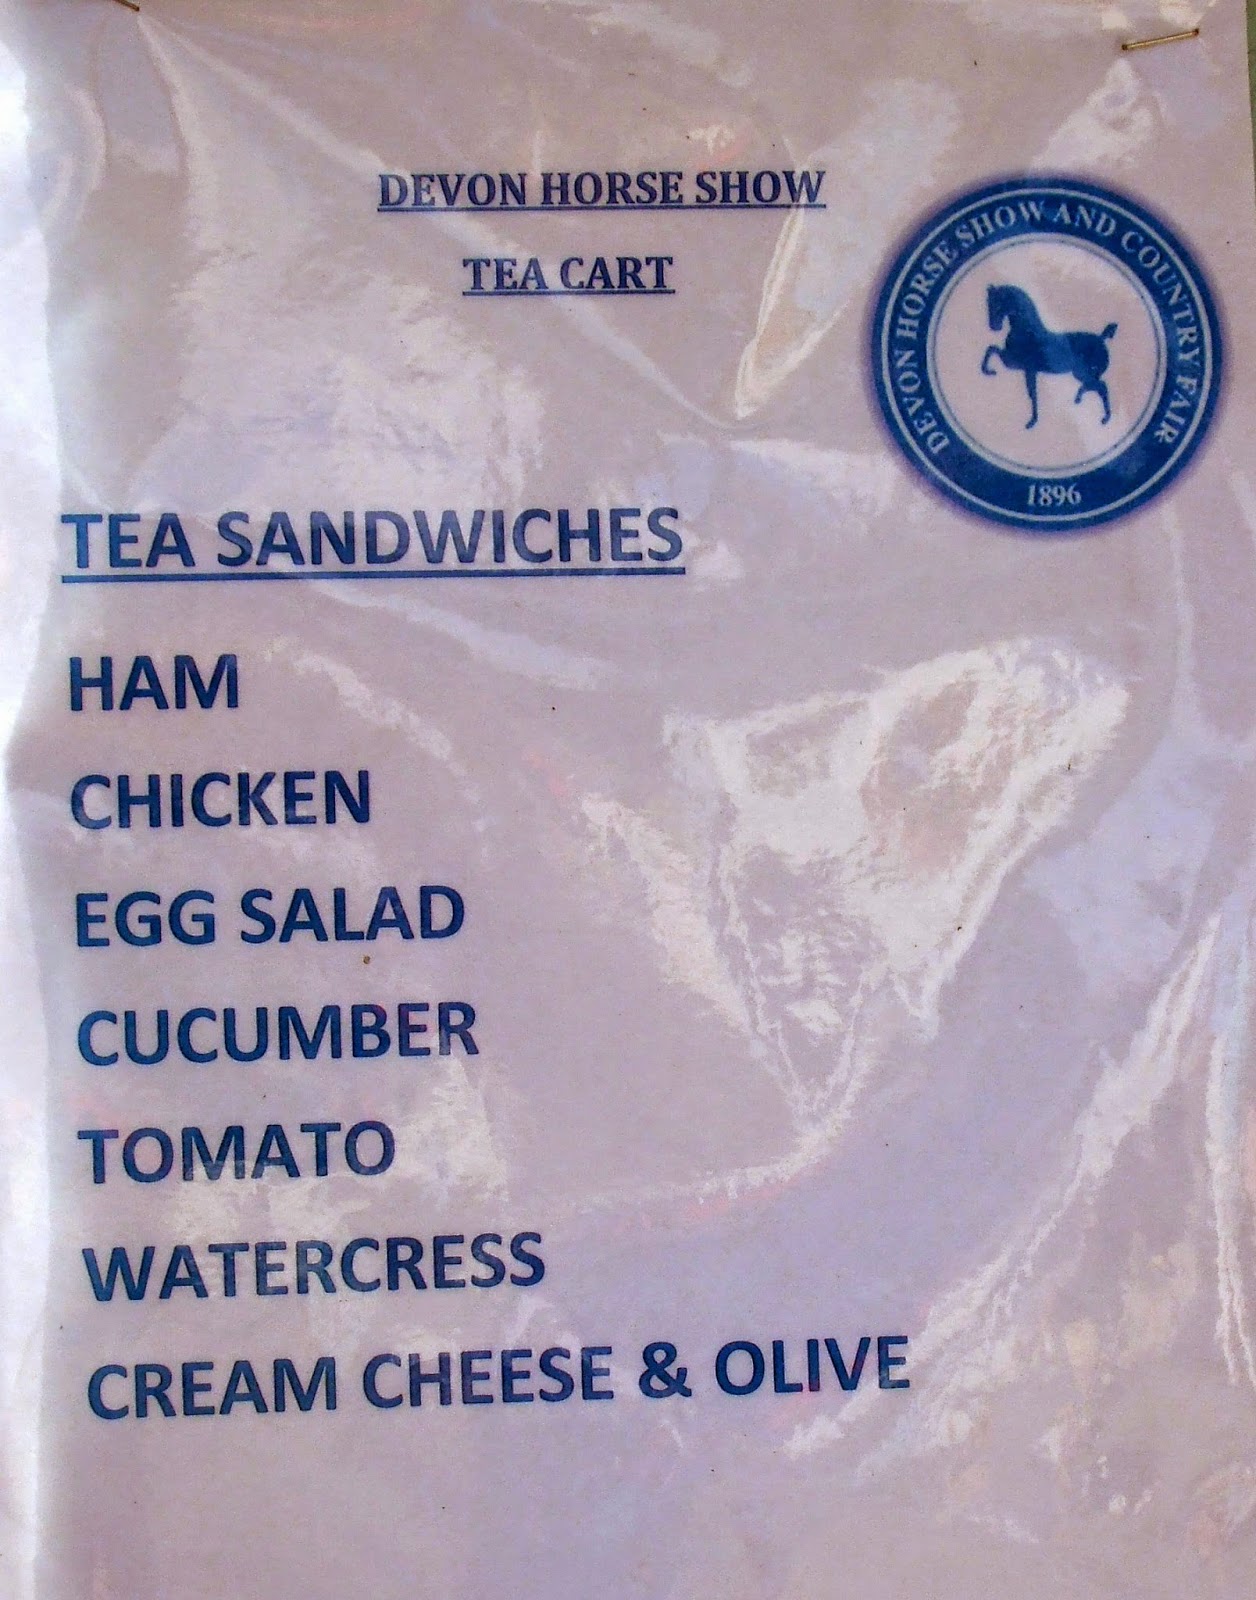 DEVON HORSE SHOW
TEA CART
DEVON HORSE SHOW AND COUNTRY FAIR
1896
TEA SANDWICHES
HAM
CHICKEN
EGG SALAD
CUCUMBER
TOMATO
WATERCRESS
CREAM CHEESE & OLIVE